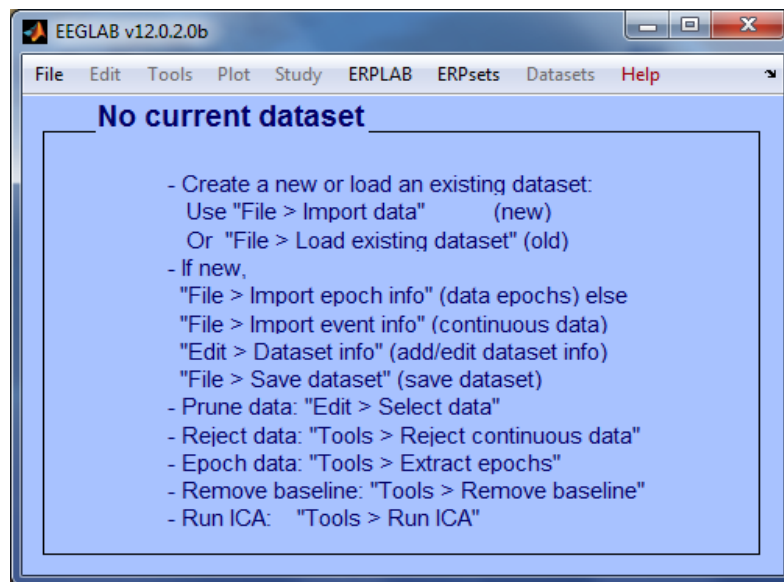 EEGLAB v12.0.2.0b
File Edit Tools Plot Study ERPLAB ERPsets Datasets Help
No current dataset
- Create a new or load an existing dataset:
Use "File > Import data" (new)
Or "File > Load existing dataset" (old)
- If new,
"File > Import epoch info" (data epochs) else
"File > Import event info" (continuous data)
"Edit > Dataset info" (add/edit dataset info)
"File > Save dataset" (save dataset)
- Prune data: "Edit > Select data"
- Reject data: "Tools > Reject continuous data"
- Epoch data: "Tools > Extract epochs"
- Remove baseline: "Tools > Remove baseline"
- Run ICA: "Tools > Run ICA"